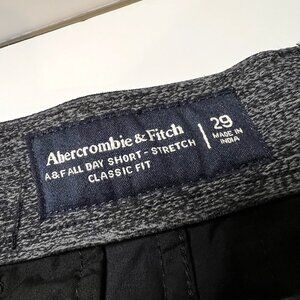 Abercrombie & Fitch
A&F ALL DAY SHORT - STRETCH
CLASSIC FIT
29
MADE IN
INDIA